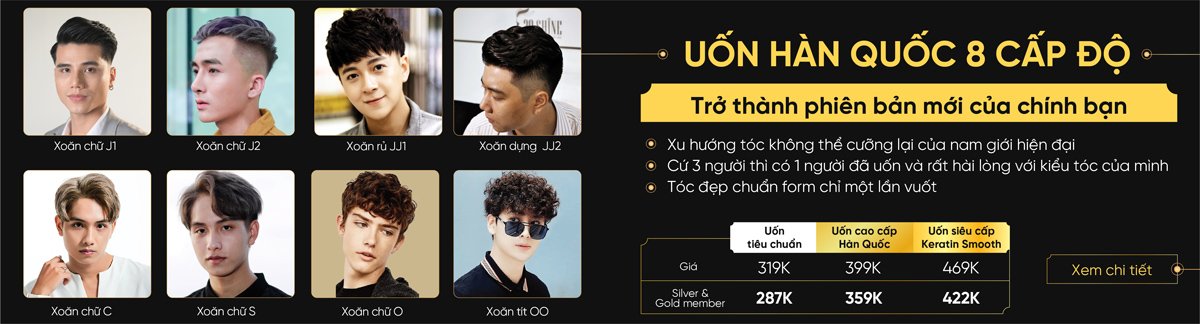 30 SHINE
Xoăn chữ J1
Xoăn chữ J2
Xoăn rủ JJ1
Xoăn dựng JJ2
Xoăn chữ C
Xoăn chữ S
Xoăn chữ O
Xoăn tít OO
UỐN HÀN QUỐC 8 CẤP ĐỘ
Trở thành phiên bản mới của chính bạn
Xu hướng tóc không thể cưỡng lại của nam giới hiện đại
Cứ 3 người thì có 1 người đã uốn và rất hài lòng với kiểu tóc của mình
Tóc đẹp chuẩn form chỉ một lần vuốt
Uốn tiêu chuẩn
Uốn cao cấp Hàn Quốc
Uốn siêu cấp Keratin Smooth
Giá 319K 399K 469K
Silver & Gold member 287K 359K 422K
Xem chi tiết